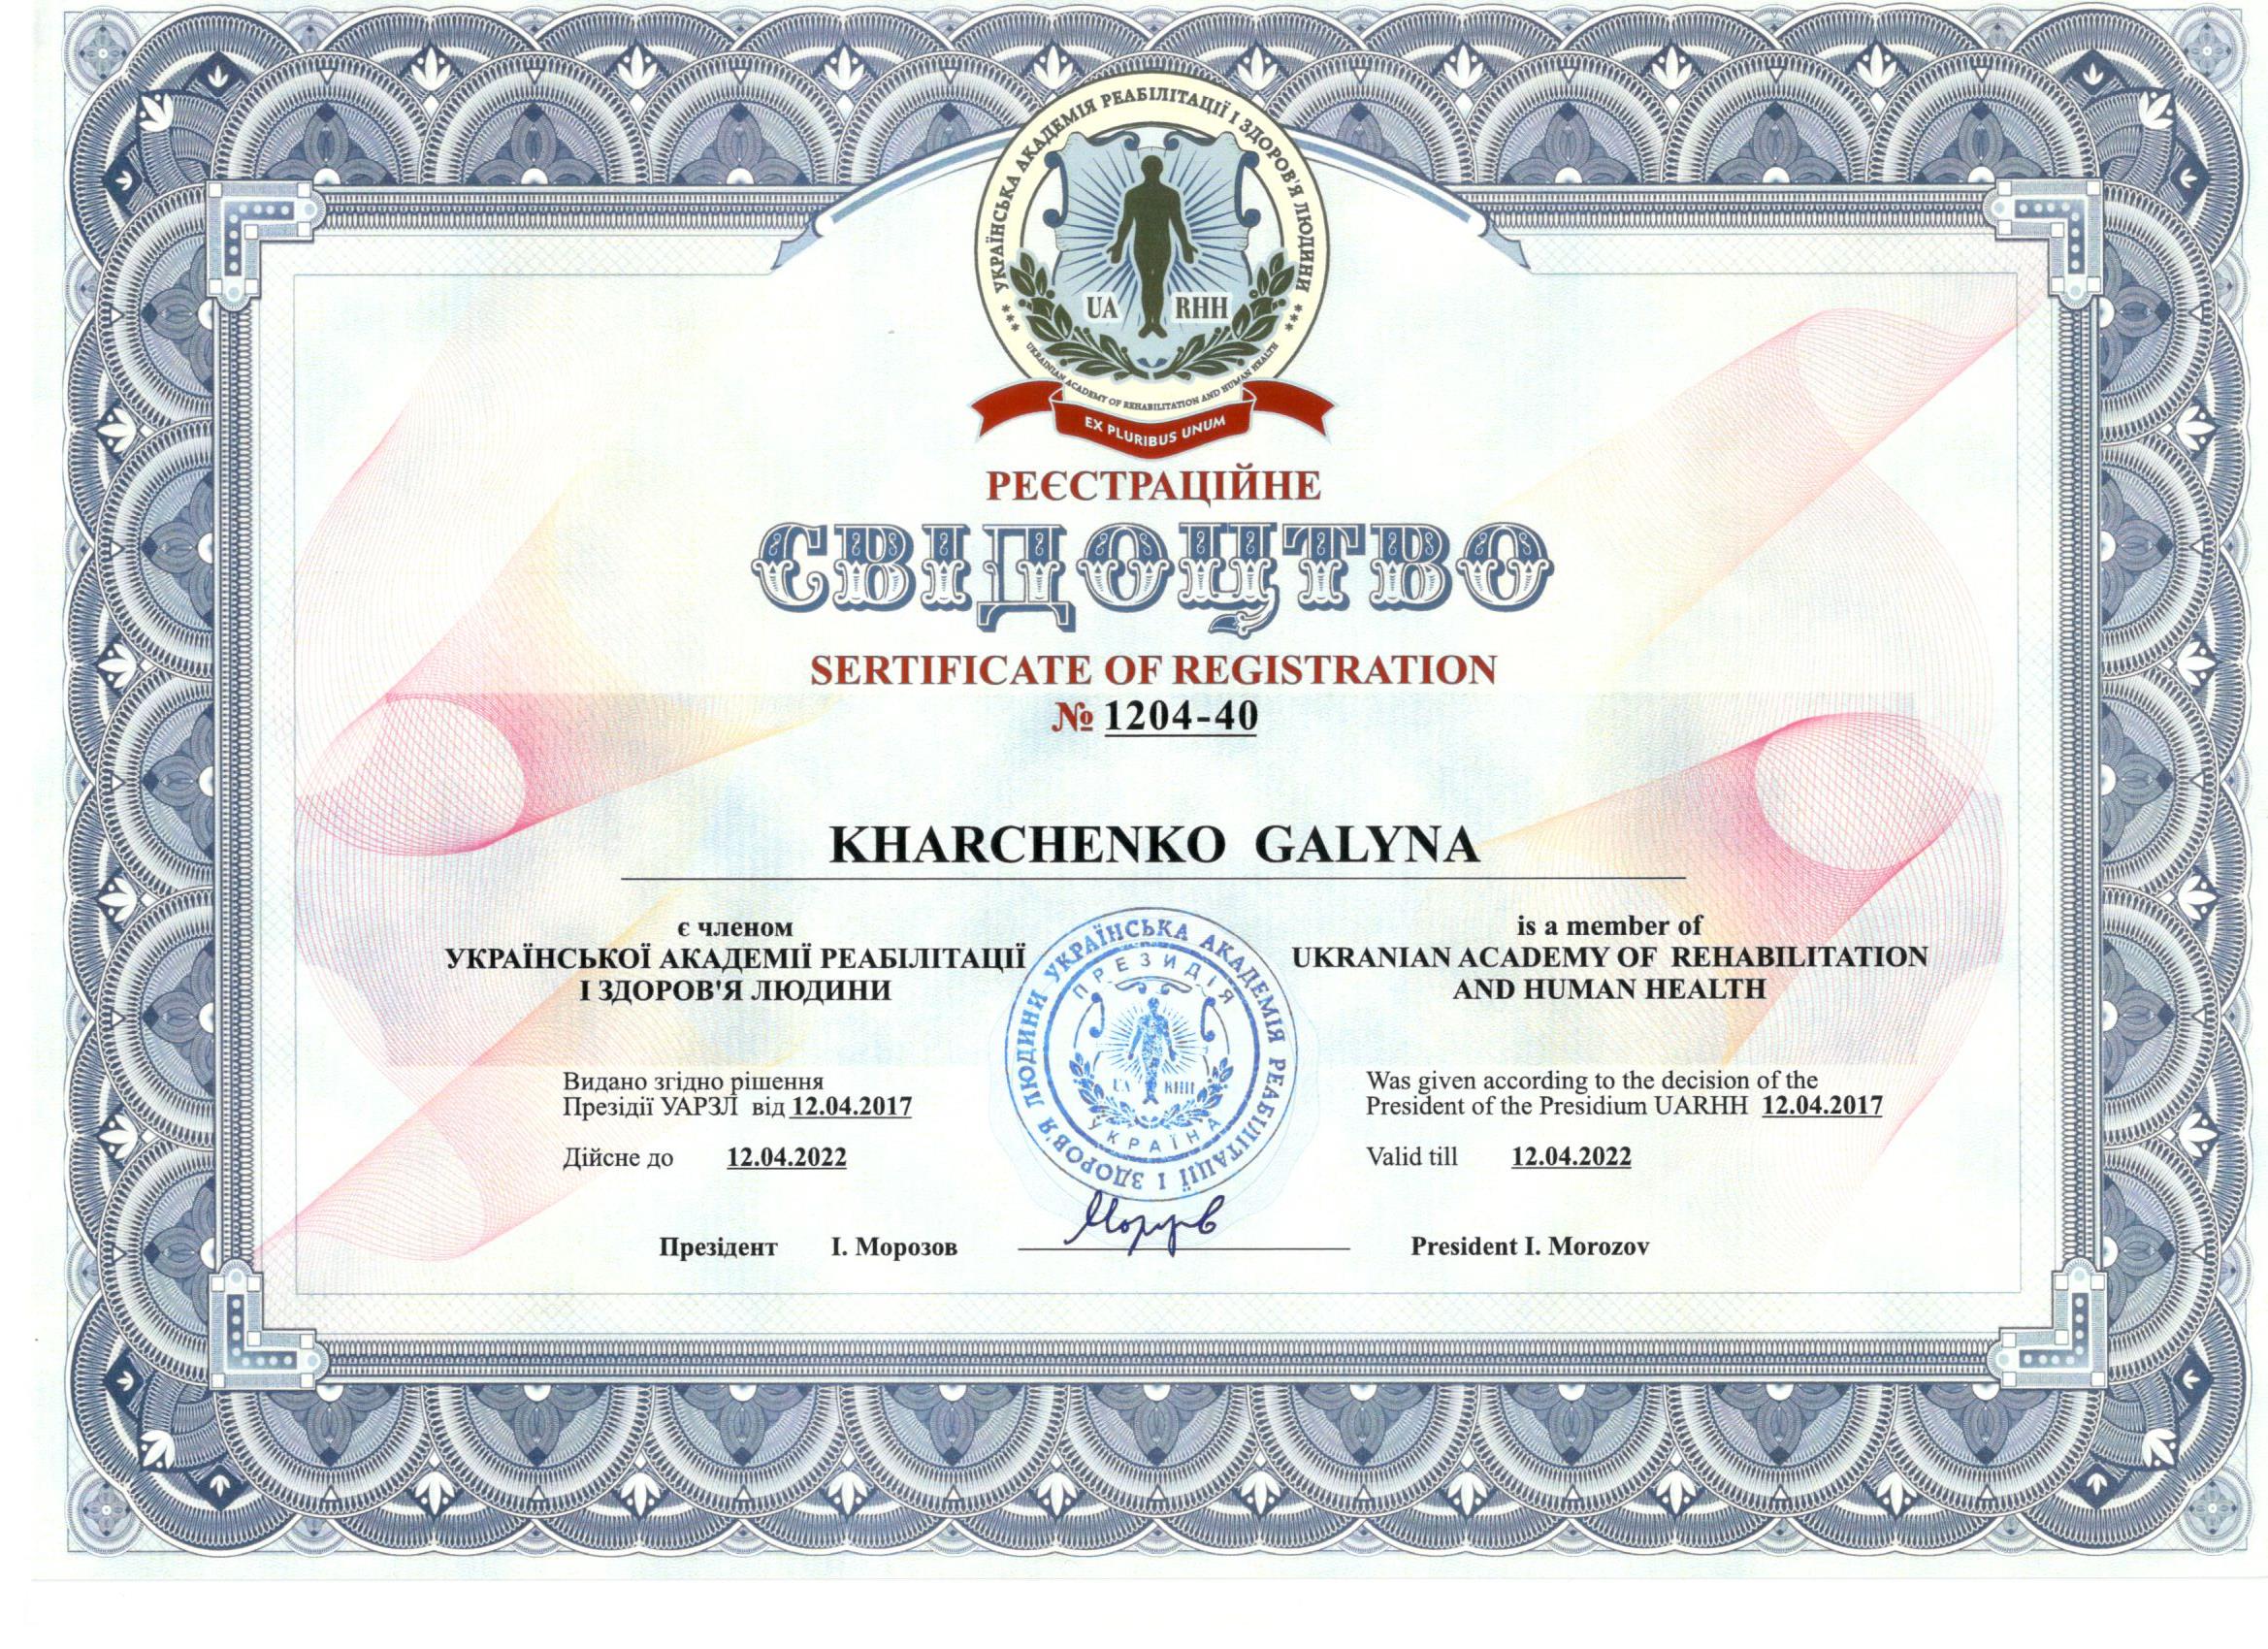 УКРАЇНСЬКА АКАДЕМІЯ РЕАБІЛІТАЦІЇ І ЗДОРОВ'Я ЛЮДИНИ
UA RHH
UKRAINIAN ACADEMY OF REHABILITATION AND HUMAN HEALTH
EX PLURIBUS UNUM
РЕЄСТРАЦІЙНЕ
СВІДОЦТВО
SERTIFICATE OF REGISTRATION
№ 1204-40
KHARCHENKO GALYNA
є членом
УКРАЇНСЬКОЇ АКАДЕМІЇ РЕАБІЛІТАЦІЇ
І ЗДОРОВ'Я ЛЮДИНИ
is a member of
UKRANIAN ACADEMY OF REHABILITATION
AND HUMAN HEALTH
УКРАЇНСЬКА АКАДЕМІЯ РЕАБІЛІТАЦІЇ І ЗДОРОВ'Я ЛЮДИНИ
ПРЕЗИДІЯ
UA RHH
УКРАЇНА
Видано згідно рішення
Презідії УАРЗЛ від 12.04.2017
Дійсне до 12.04.2022
Was given according to the decision of the
President of the Presidium UARHH 12.04.2017
Valid till 12.04.2022
Презідент І. Морозов
President I. Morozov